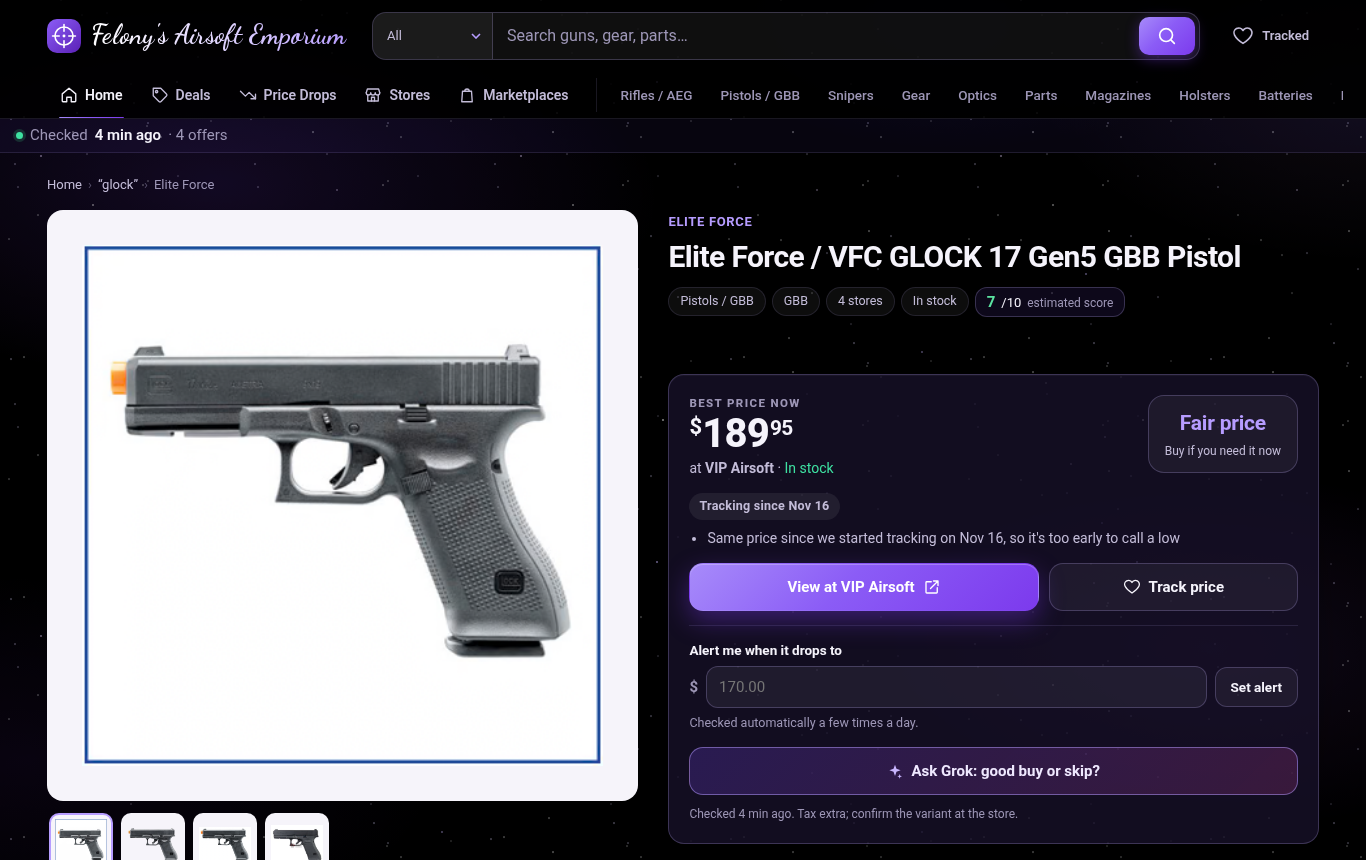 Felony's Airsoft Emporium
All
Search guns, gear, parts…
Tracked
Home
Deals
Price Drops
Stores
Marketplaces
Rifles / AEG
Pistols / GBB
Snipers
Gear
Optics
Parts
Magazines
Holsters
Batteries
Checked 4 min ago · 4 offers
Home › “glock” › Elite Force
ELITE FORCE
Elite Force / VFC GLOCK 17 Gen5 GBB Pistol
Pistols / GBB
GBB
4 stores
In stock
7 /10 estimated score
BEST PRICE NOW
$189 95
at VIP Airsoft · In stock
Fair price
Buy if you need it now
Tracking since Nov 16
• Same price since we started tracking on Nov 16, so it's too early to call a low
View at VIP Airsoft
Track price
Alert me when it drops to
$ 170.00
Set alert
Checked automatically a few times a day.
Ask Grok: good buy or skip?
Checked 4 min ago. Tax extra; confirm the variant at the store.